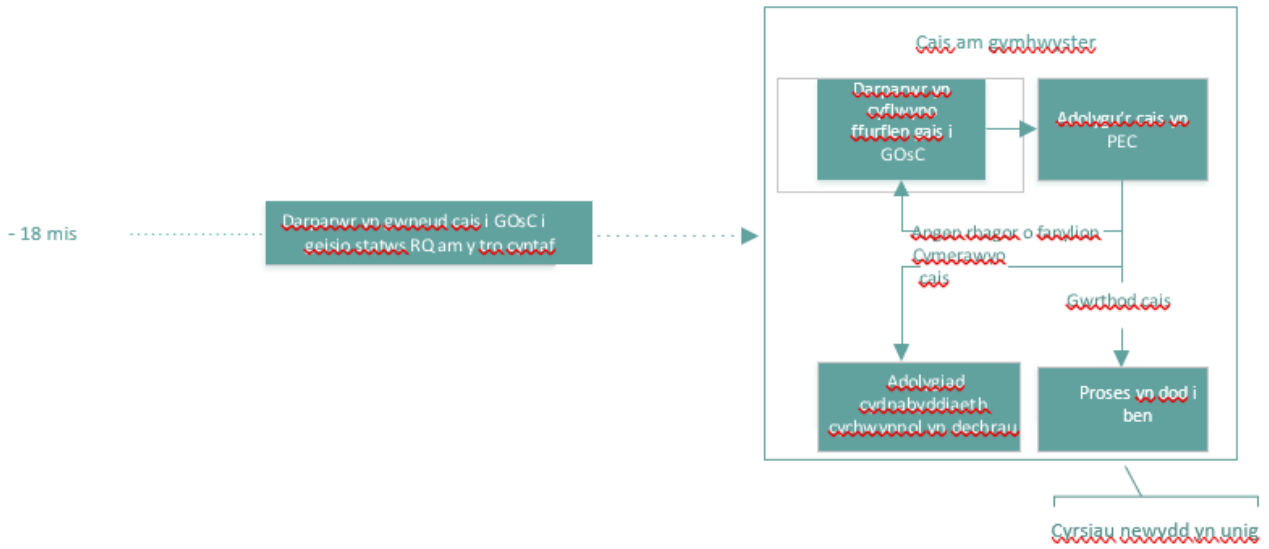 Cais am gymhwyster
Darparwr yn
cyflwyno
ffurflen gais i
GOsC
Adolygu'r cais yn
PEC
- 18 mis
Darparwr yn gwneud cais i GOsC i
geisio statws RQ am y tro cyntaf
Angen rhagor o fanylion
Cymerawyo
cais
Gwrthod cais
Adolygiad
cydnabyddiaeth
cychwynnol yn dechrau
Proses yn dod i
ben
Cyrsiau newydd yn unig